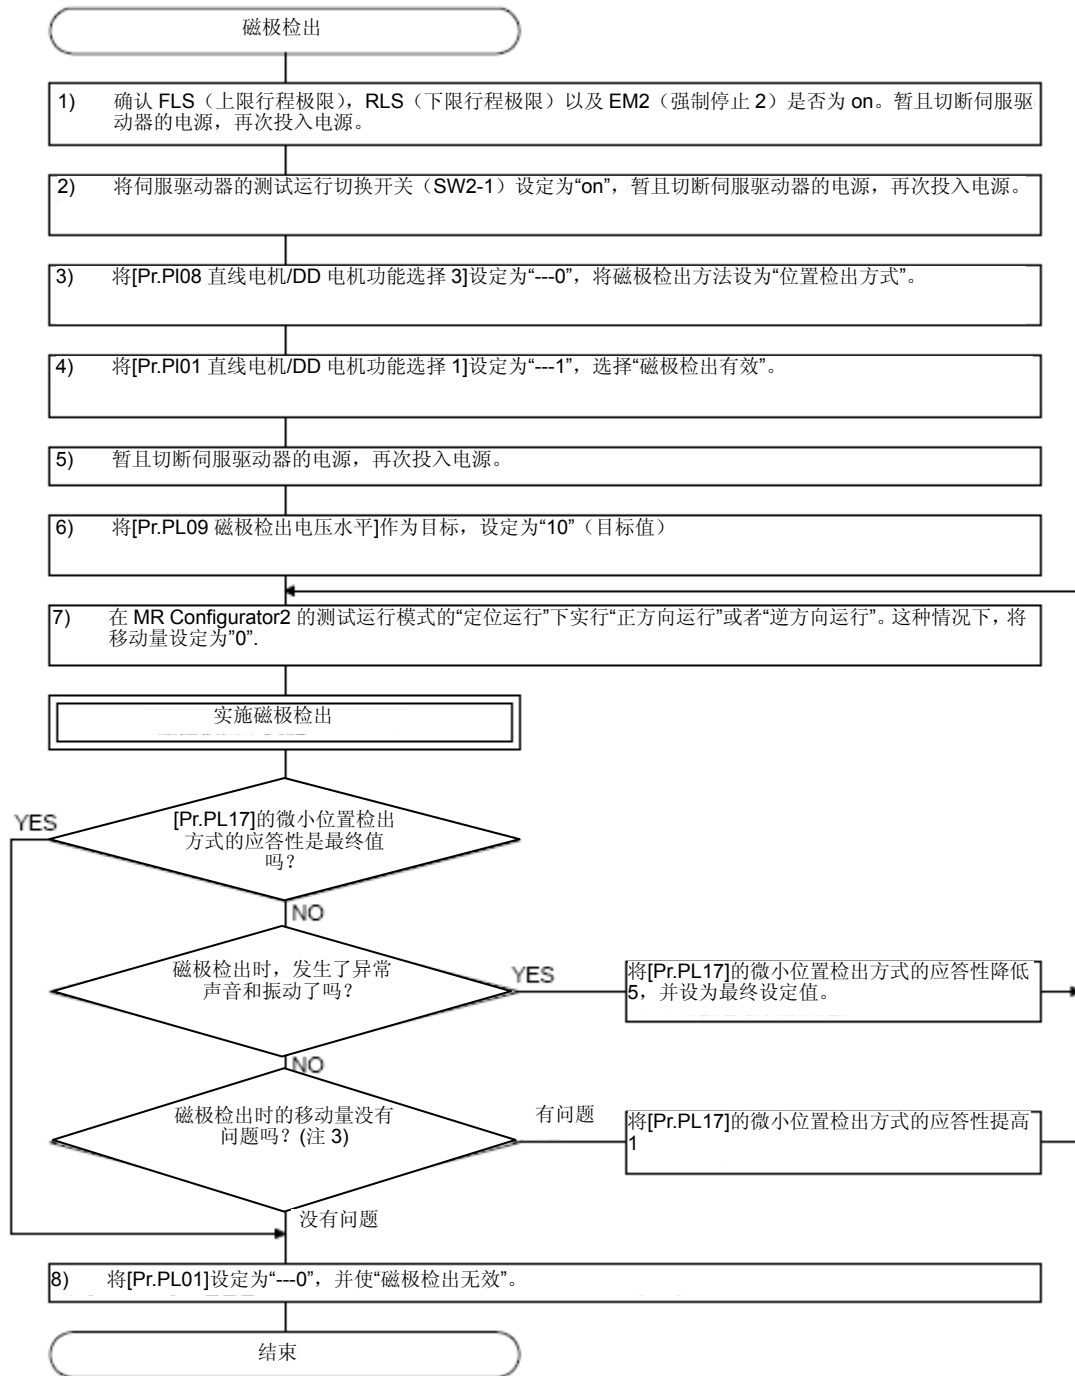 磁极检出
1) 确认 FLS（上限行程极限），RLS（下限行程极限）以及 EM2（强制停止 2）是否为 on。暂且切断伺服驱
动器的电源，再次投入电源。
2) 将伺服驱动器的测试运行切换开关（SW2-1）设定为“on”，暂且切断伺服驱动器的电源，再次投入电源。
3) 将[Pr.Pl08 直线电机/DD 电机功能选择 3]设定为“---0”，将磁极检出方法设为“位置检出方式”。
4) 将[Pr.Pl01 直线电机/DD 电机功能选择 1]设定为“---1”，选择“磁极检出有效”。
5) 暂且切断伺服驱动器的电源，再次投入电源。
6) 将[Pr.PL09 磁极检出电压水平]作为目标，设定为“10”（目标值）
7) 在 MR Configurator2 的测试运行模式的“定位运行”下实行“正方向运行”或者“逆方向运行”。这种情况下，将
移动量设定为”0”.
实施磁极检出
YES
[Pr.PL17]的微小位置检出
方式的应答性是最终值
吗？
NO
磁极检出时，发生了异常
声音和振动了吗？
YES
将[Pr.PL17]的微小位置检出方式的应答性降低
5，并设为最终设定值。
NO
磁极检出时的移动量没有
问题吗？(注 3)
有问题
将[Pr.PL17]的微小位置检出方式的应答性提高
1
没有问题
8) 将[Pr.PL01]设定为“---0”，并使“磁极检出无效”。
结束